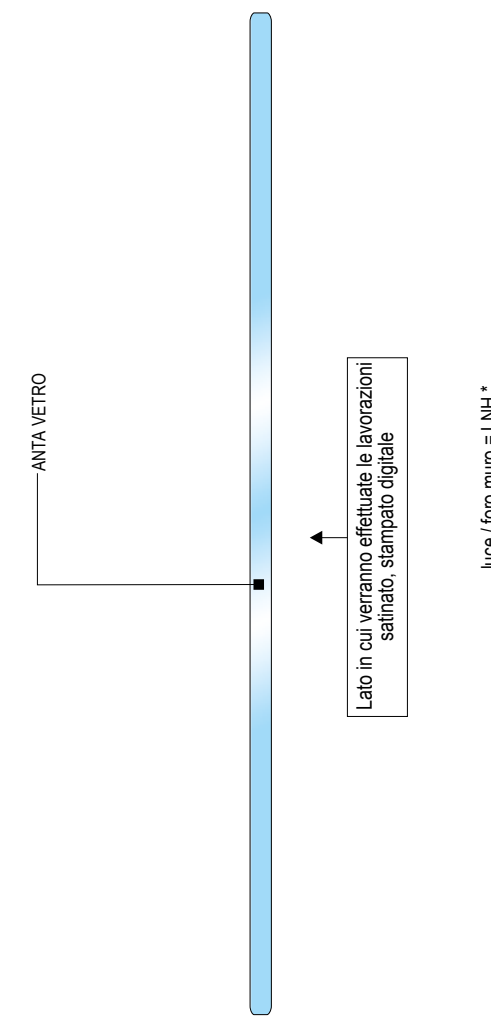 ANTA VETRO
Lato in cui verranno effettuate le lavorazioni
satinato, stampato digitale
luce / foro muro = LNH *